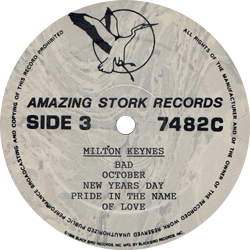 AMAZING STORK RECORDS
SIDE 3 7482C
MILTON KEYNES
BAD
OCTOBER
NEW YEARS DAY
PRIDE IN THE NAME
OF LOVE
ALL RIGHTS OF THE MANUFACTURER AND OF THE OWNER OF THE RECORDED WORK RESERVED UNAUTHORIZED PUBLIC PERFORMANCE BROADCASTING AND COPYING OF THIS RECORD PROHIBITED